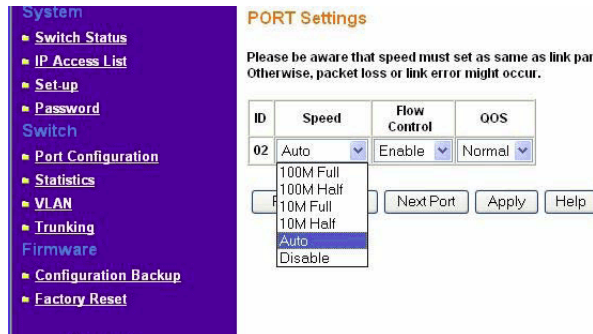 System
Switch Status
IP Access List
Set-up
Password
Switch
Port Configuration
Statistics
VLAN
Trunking
Firmware
Configuration Backup
Factory Reset
PORT Settings
Please be aware that speed must set as same as link par
Otherwise, packet loss or link error might occur.
ID Speed Flow Control QOS
02 Auto Enable Normal
100M Full
100M Half
10M Full
10M Half
Auto
Disable
Next Port Apply Help